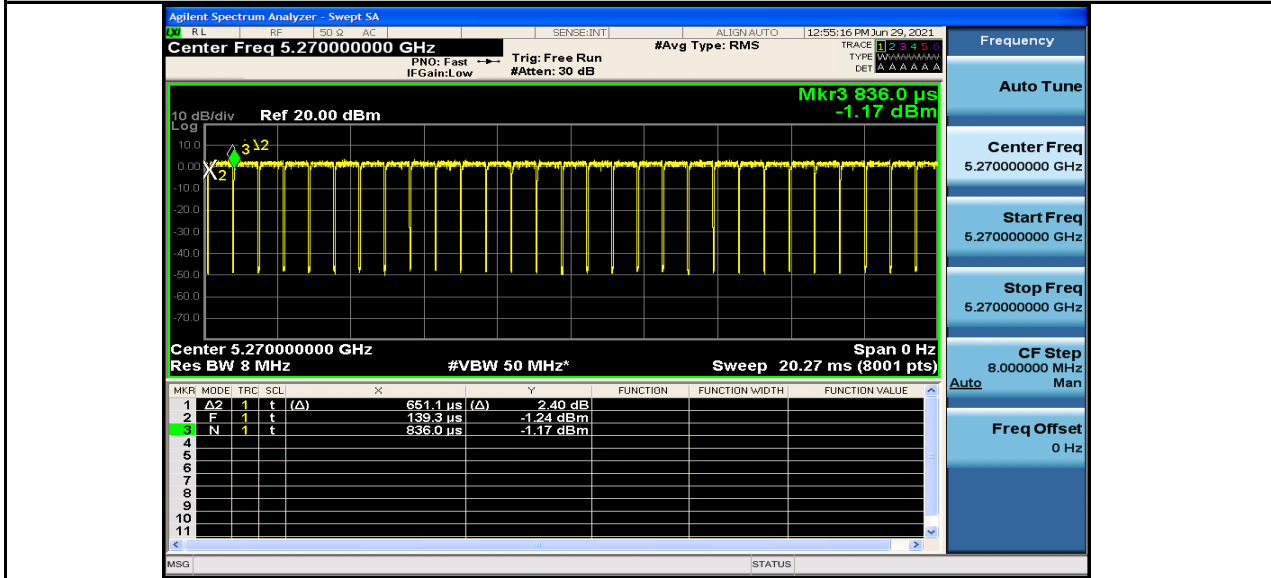 Agilent Spectrum Analyzer - Swept SA
LXI RL RF 50 Ω AC SENSE:INT ALIGN AUTO 12:55:16 PM Jun 29, 2021
Center Freq 5.270000000 GHz #Avg Type: RMS TRACE 1 2 3 4 5 6
PNO: Fast Trig: Free Run TYPE WWWWWW
IFGain:Low #Atten: 30 dB DET A A A A A A
Mkr3 836.0 µs
10 dB/div Ref 20.00 dBm -1.17 dBm
Log
10.0
0.00
-10.0
-20.0
-30.0
-40.0
-50.0
-60.0
-70.0
2
3
2
Center 5.270000000 GHz Span 0 Hz
Res BW 8 MHz #VBW 50 MHz* Sweep 20.27 ms (8001 pts)
MKR MODE TRC SCL X Y FUNCTION FUNCTION WIDTH FUNCTION VALUE
1 Δ2 1 t (Δ) 651.1 µs (Δ) 2.40 dB
2 F 1 t 139.3 µs -1.24 dBm
3 N 1 t 836.0 µs -1.17 dBm
4
5
6
7
8
9
10
11
MSG STATUS
Frequency
Auto Tune
Center Freq
5.270000000 GHz
Start Freq
5.270000000 GHz
Stop Freq
5.270000000 GHz
CF Step
8.000000 MHz
Auto Man
Freq Offset
0 Hz